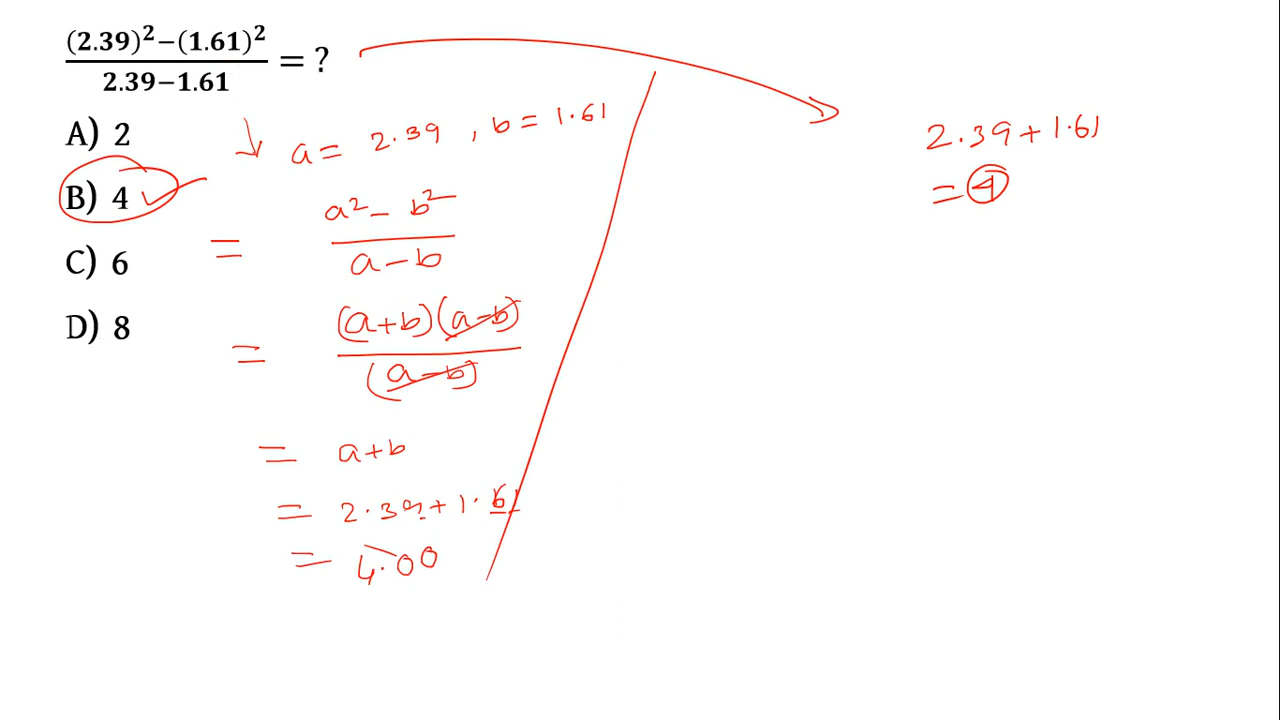 (2.39)²−(1.61)² / 2.39−1.61 = ?
A) 2
B) 4
C) 6
D) 8
a = 2.39 , b = 1.61
= a² − b² / a − b
= (a+b)(a−b) / (a−b)
= a+b
= 2.39+1.61
= 4.00
2.39+1.61
= 4